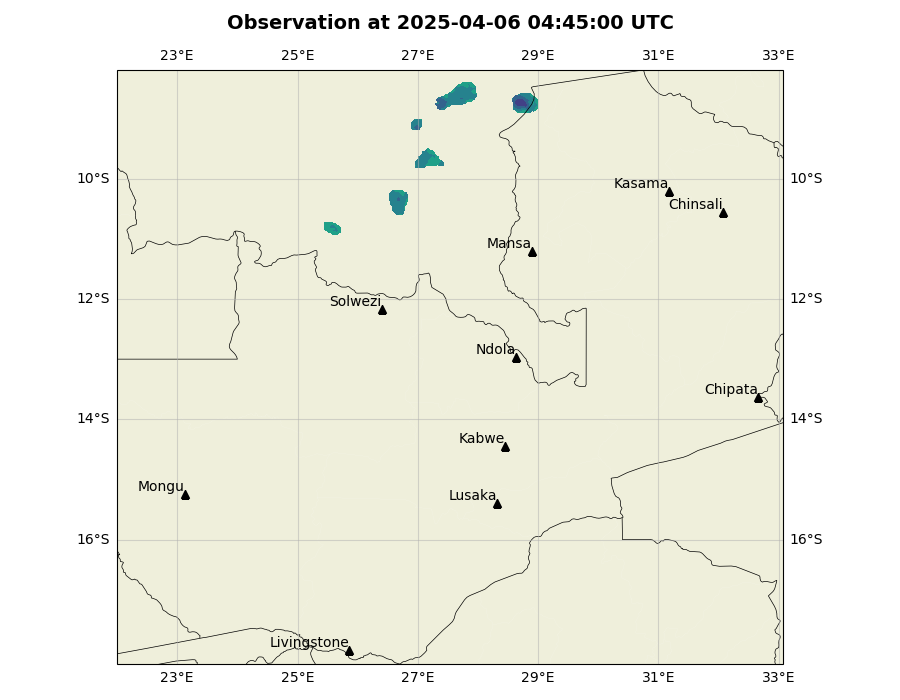 Observation at 2025-04-06 04:45:00 UTC
23°E 25°E 27°E 29°E 31°E 33°E
10°S 10°S
Kasama
Chinsali
Mansa
12°S 12°S
Solwezi
Ndola
Chipata
14°S 14°S
Kabwe
Mongu
Lusaka
16°S 16°S
Livingstone
23°E 25°E 27°E 29°E 31°E 33°E